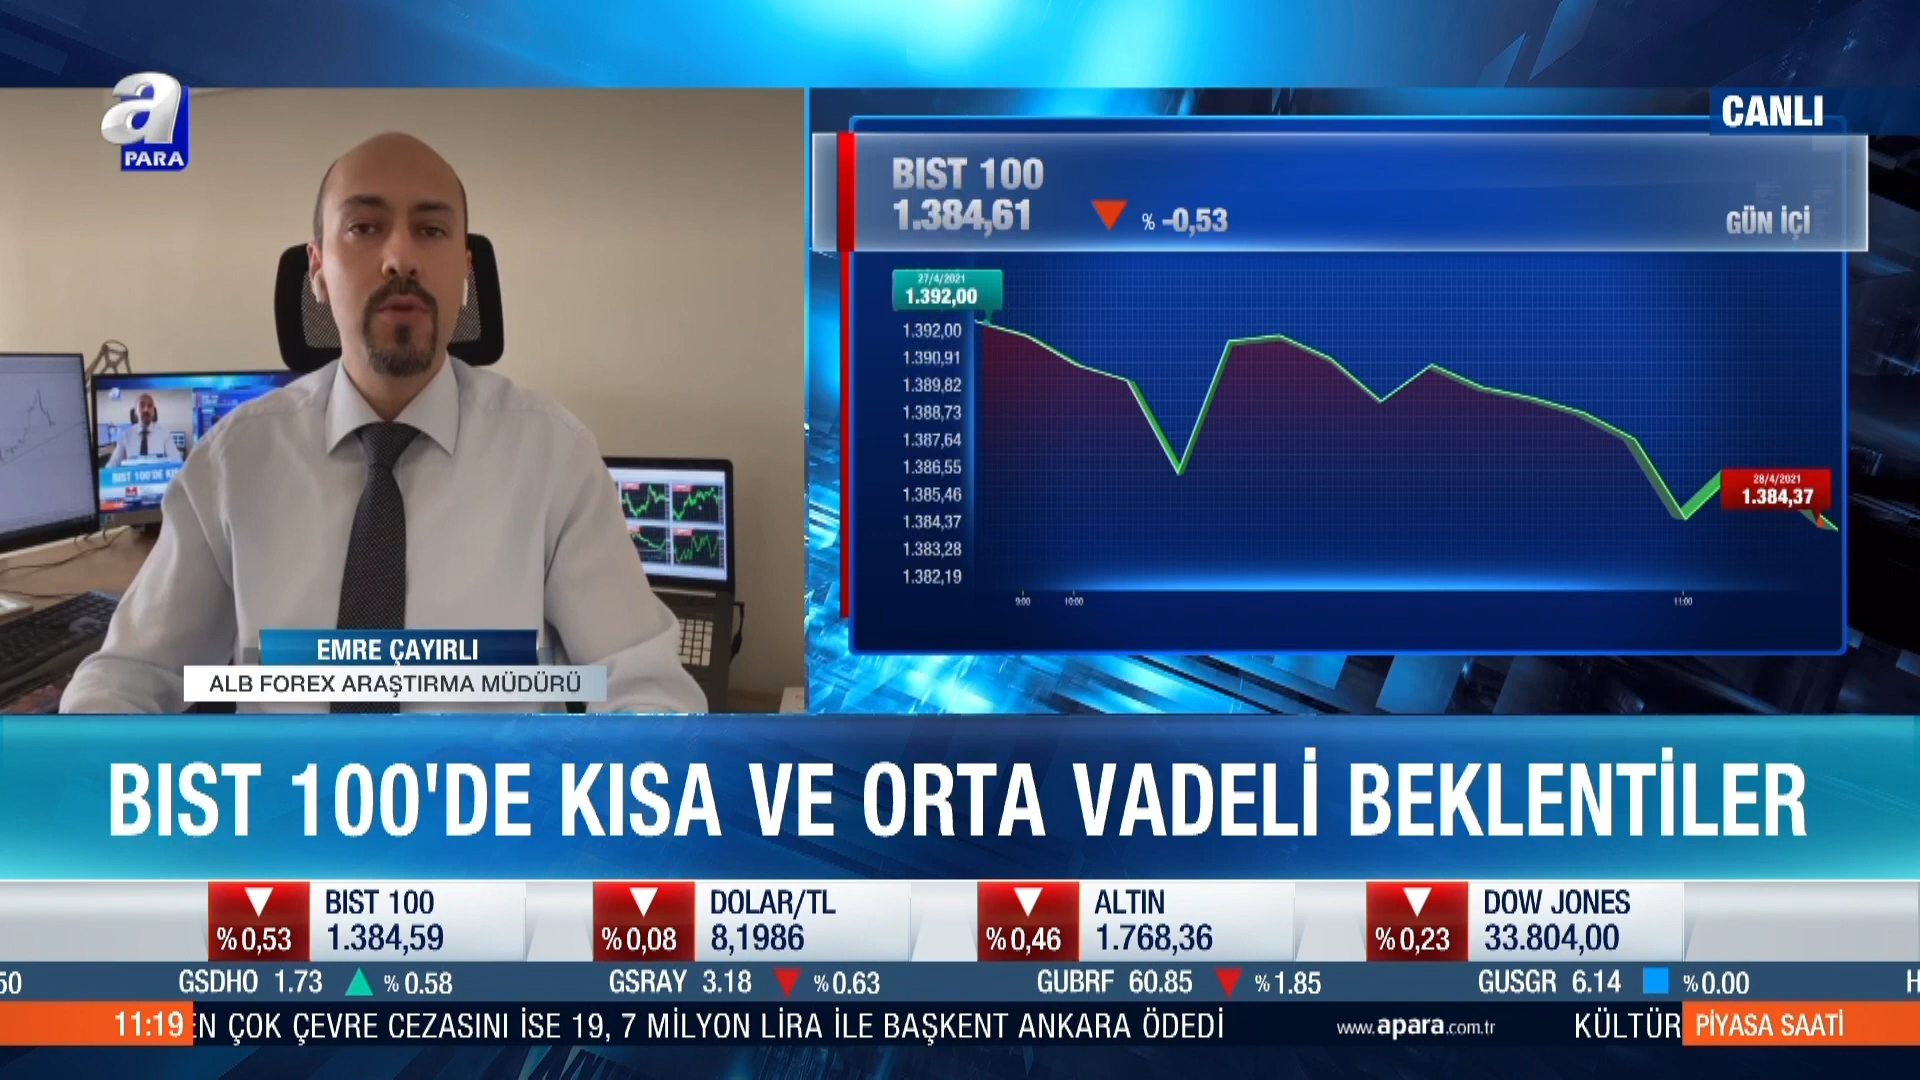 a
PARA
CANLI
BIST 100
1.384,61
% -0,53
GÜN İÇİ
27/4/2021
1.392,00
1.392,00
1.390,91
1.389,82
1.388,73
1.387,64
1.386,55
1.385,46
1.384,37
1.383,28
1.382,19
9:00
10:00
11:00
28/4/2021
1.384,37
EMRE ÇAYIRLI
ALB FOREX ARAŞTIRMA MÜDÜRÜ
BIST 100'DE KISA VE ORTA VADELİ BEKLENTİLER
%0,53 BIST 100 1.384,59
%0,08 DOLAR/TL 8,1986
%0,46 ALTIN 1.768,36
%0,23 DOW JONES 33.804,00
50 GSDHO 1.73 %0.58 GSRAY 3.18 %0.63 GUBRF 60.85 %1.85 GUSGR 6.14 %0.00 H
11:19 EN ÇOK ÇEVRE CEZASINI İSE 19, 7 MİLYON LİRA İLE BAŞKENT ANKARA ÖDEDİ www.apara.com.tr KÜLTÜR PİYASA SAATİ